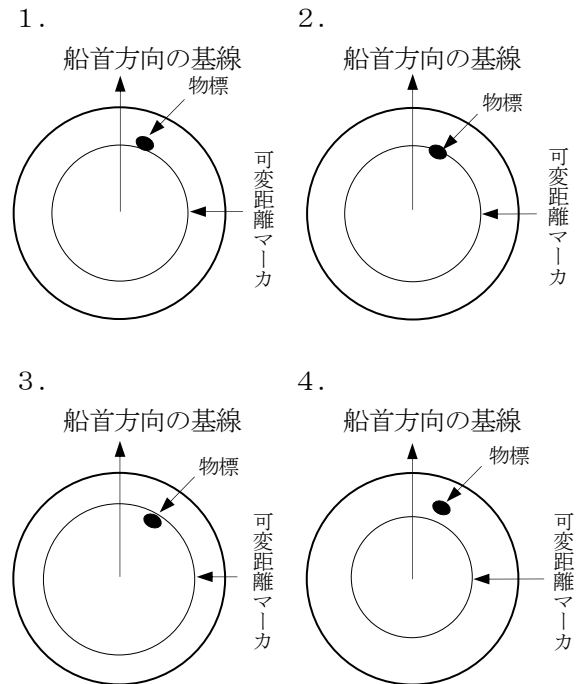 1.
船首方向の基線
物標
可変距離マーカ
2.
船首方向の基線
物標
可変距離マーカ
3.
船首方向の基線
物標
可変距離マーカ
4.
船首方向の基線
物標
可変距離マーカ